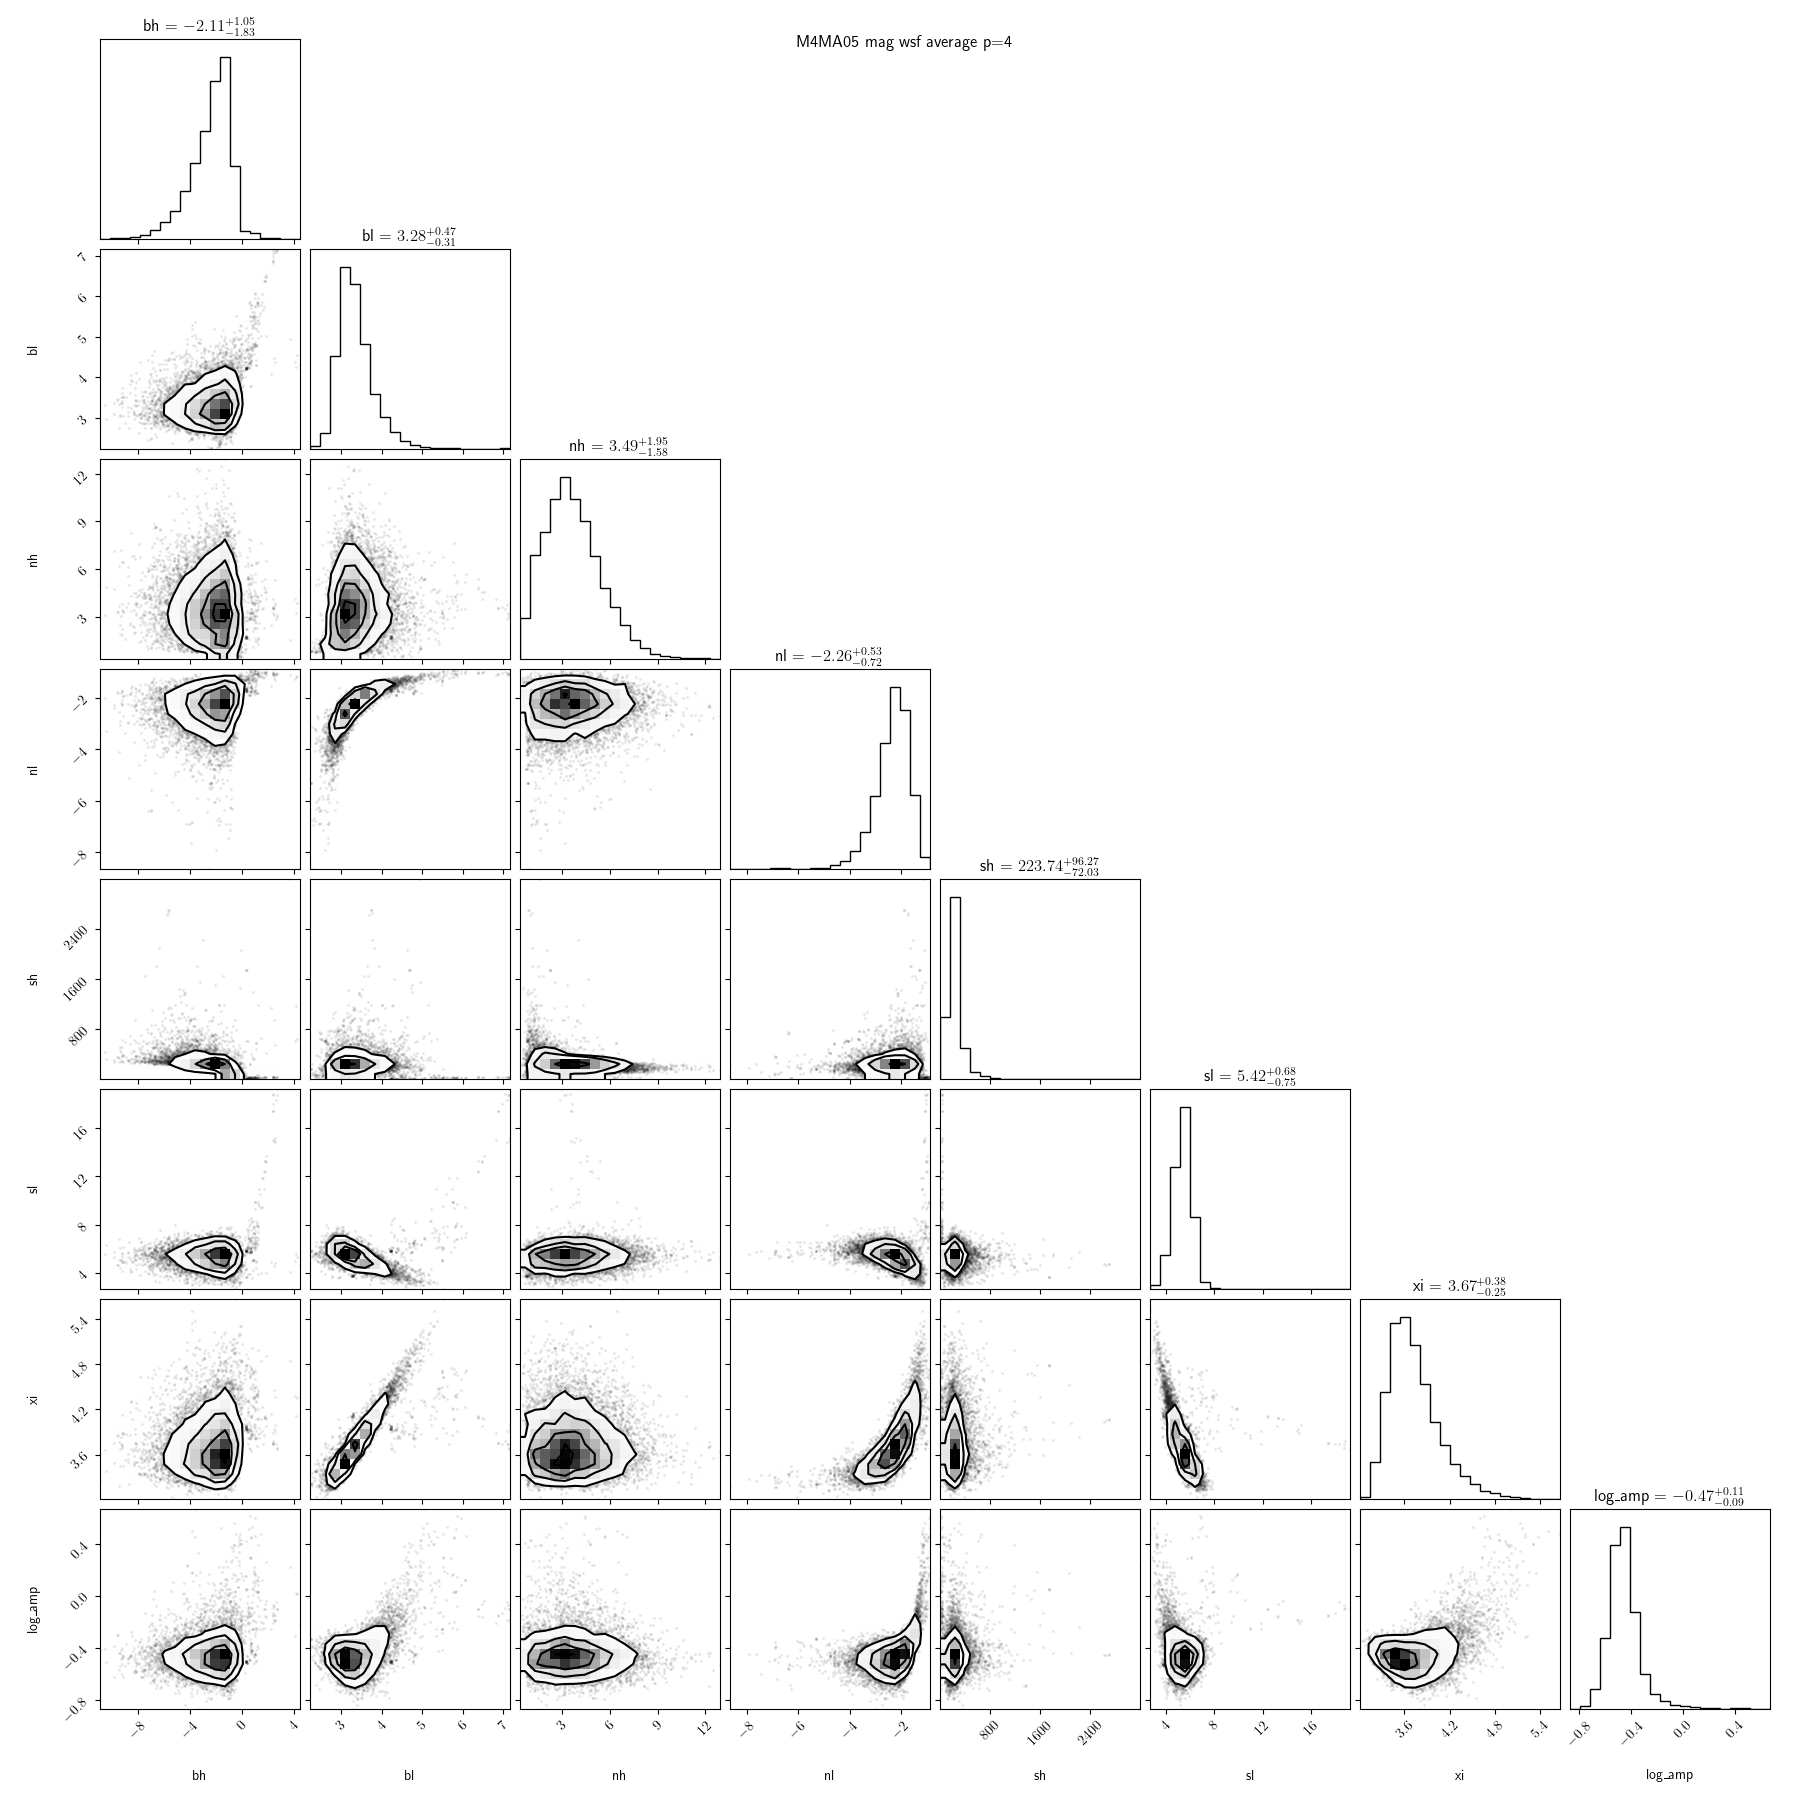 M4MA05 mag wsf average p=4
bh = −2.11 +1.05 −1.83
bl = 3.28 +0.47 −0.31
7
6
5
4
3
bl
nh = 3.49 +1.95 −1.58
12
9
6
3
nh
nl = −2.26 +0.53 −0.72
−2
−4
−6
−8
nl
sh = 223.74 +96.27 −72.03
2400
1600
800
sh
sl = 5.42 +0.68 −0.75
16
12
8
4
sl
xi = 3.67 +0.38 −0.25
5.4
4.8
4.2
3.6
xi
log_amp = −0.47 +0.11 −0.09
0.4
0.0
−0.4
−0.8
log_amp
−8 −4 0 4 3 4 5 6 7 3 6 9 12 −8 −6 −4 −2 800 1600 2400 4 8 12 16 3.6 4.2 4.8 5.4 −0.8 −0.4 0.0 0.4
bh bl nh nl sh sl xi log_amp